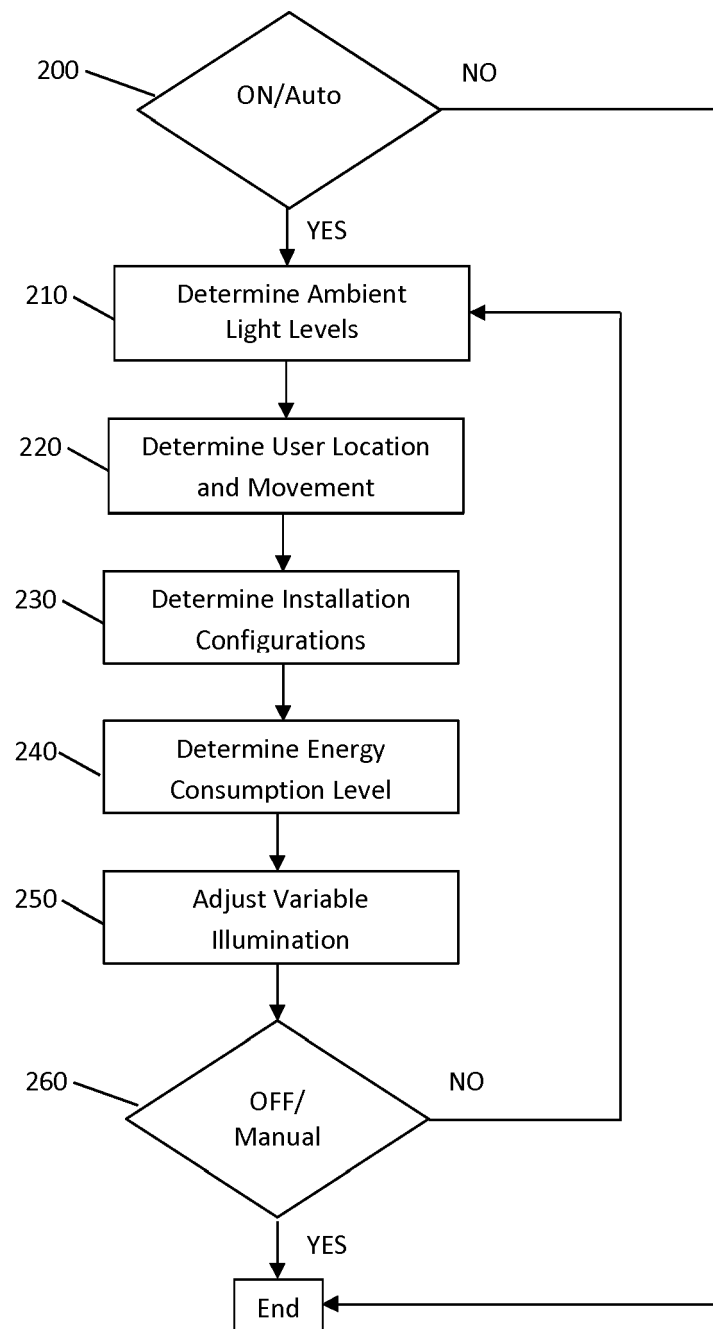 200
ON/Auto
NO
YES
210
Determine Ambient
Light Levels
220
Determine User Location
and Movement
230
Determine Installation
Configurations
240
Determine Energy
Consumption Level
250
Adjust Variable
Illumination
260
OFF/
Manual
NO
YES
End